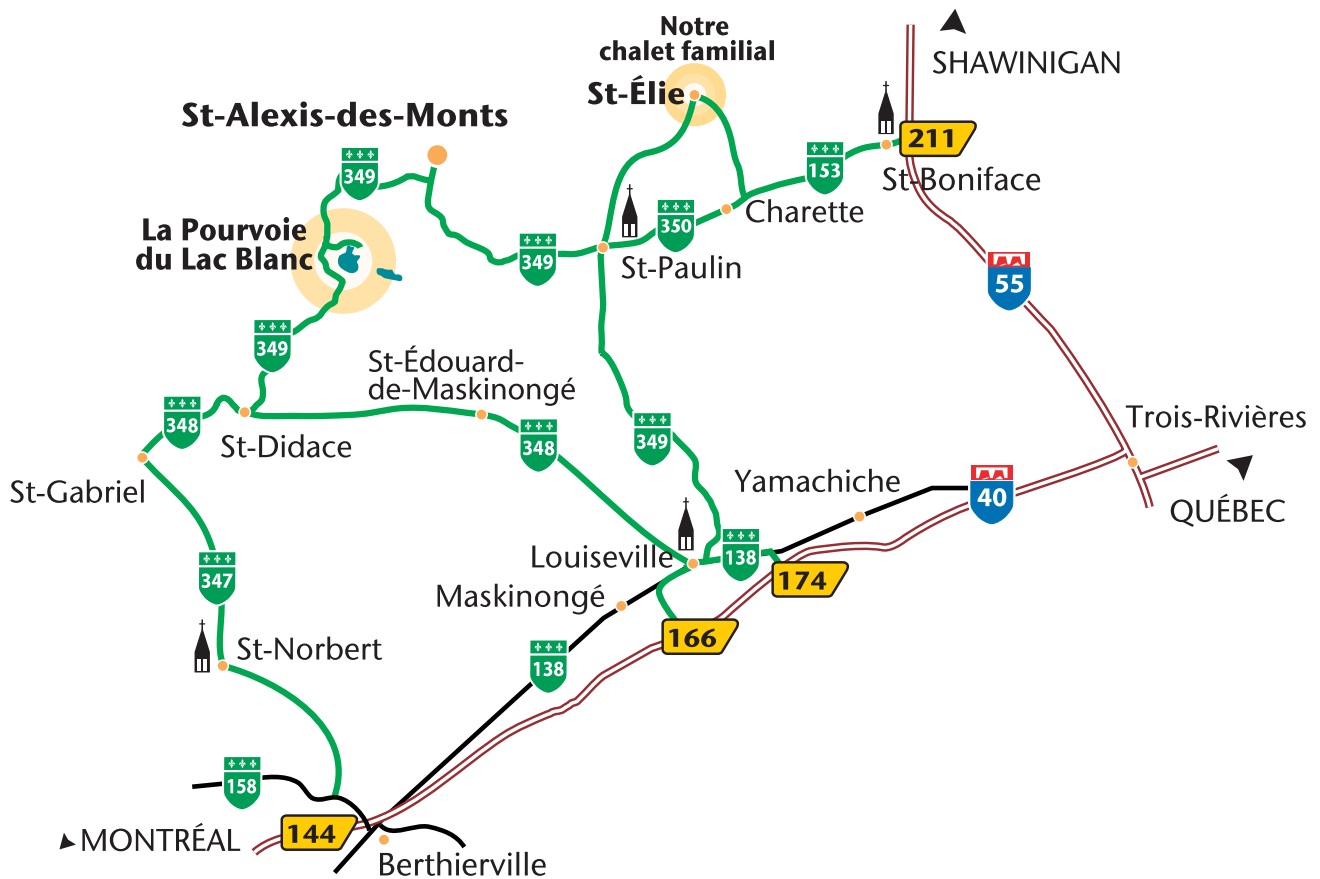 Notre
chalet familial
St-Élie
SHAWINIGAN
St-Alexis-des-Monts
211
349
153
St-Boniface
Charette
350
La Pourvoie
du Lac Blanc
349
St-Paulin
55
349
St-Édouard-
de-Maskinongé
348
St-Didace
348
349
Trois-Rivières
St-Gabriel
Yamachiche
40
QUÉBEC
Louiseville
138
174
347
Maskinongé
166
St-Norbert
138
158
144
MONTRÉAL
Berthierville